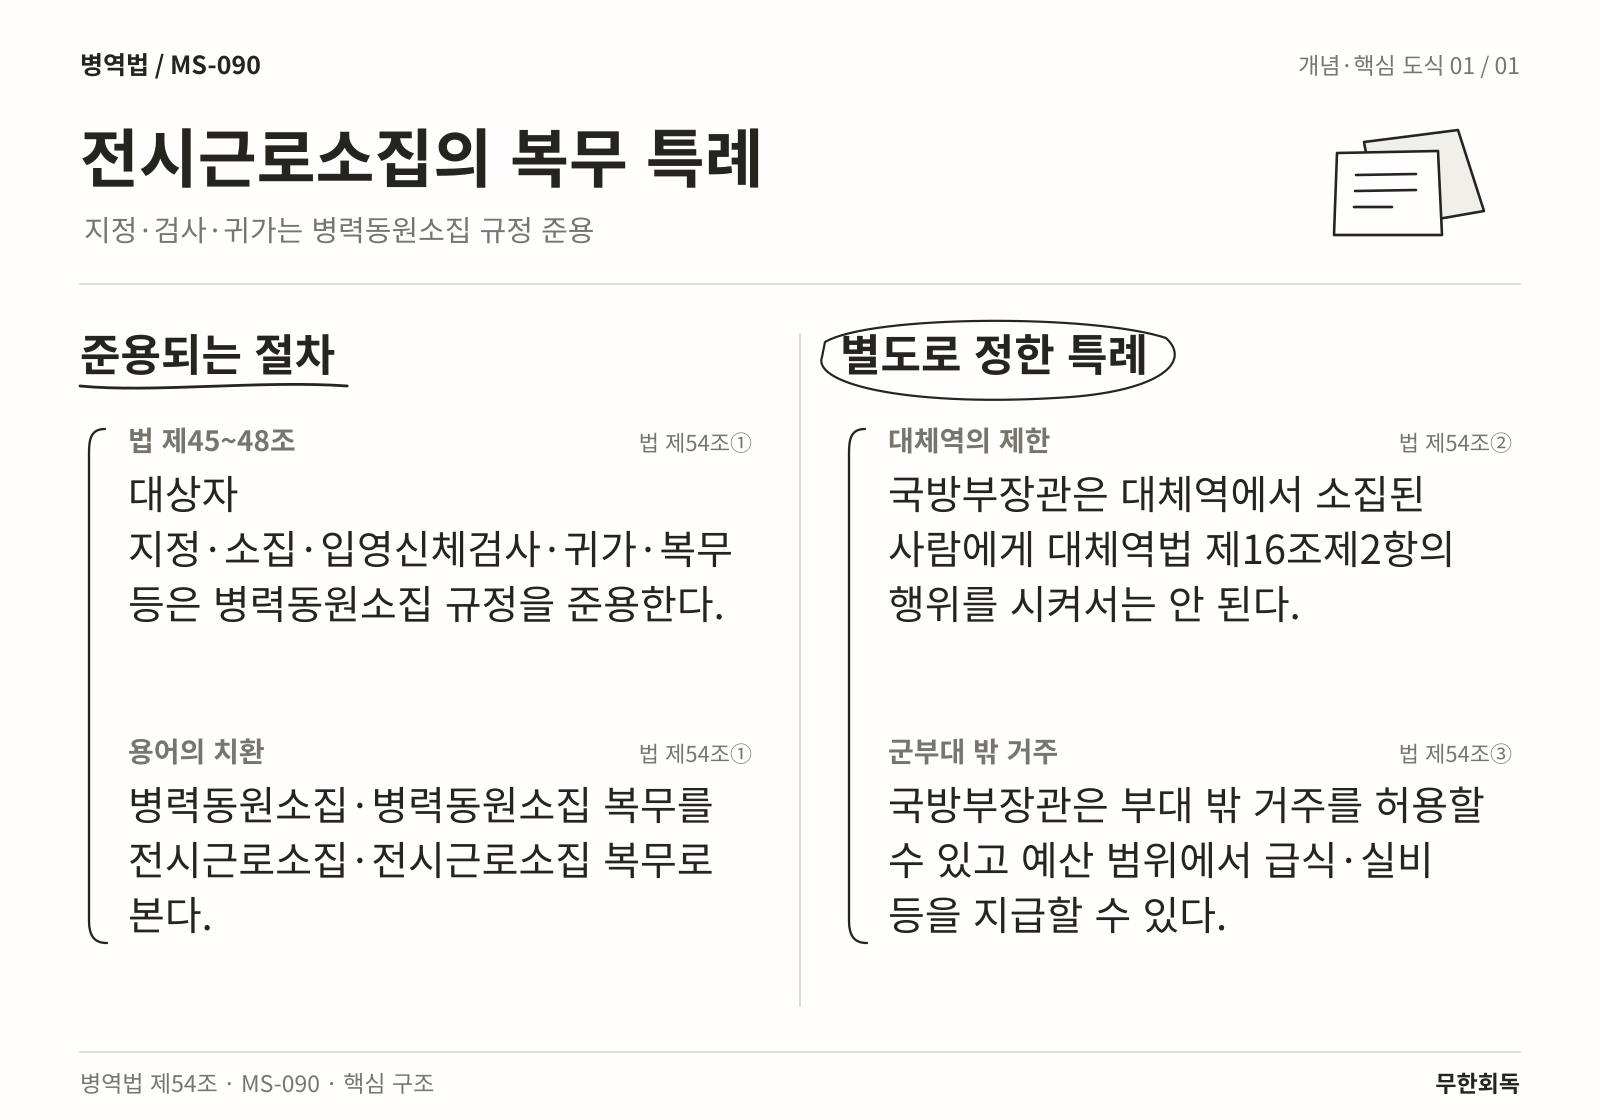 병역법 / MS-090
개념·핵심 도식 01 / 01
전시근로소집의 복무 특례
지정·검사·귀가는 병력동원소집 규정 준용
준용되는 절차
법 제45~48조
법 제54조①
대상자
지정·소집·입영신체검사·귀가·복무
등은 병력동원소집 규정을 준용한다.
용어의 치환
법 제54조①
병력동원소집·병력동원소집 복무를
전시근로소집·전시근로소집 복무로
본다.
별도로 정한 특례
대체역의 제한
법 제54조②
국방부장관은 대체역에서 소집된
사람에게 대체역법 제16조제2항의
행위를 시켜서는 안 된다.
군부대 밖 거주
법 제54조③
국방부장관은 부대 밖 거주를 허용할
수 있고 예산 범위에서 급식·실비
등을 지급할 수 있다.
병역법 제54조 · MS-090 · 핵심 구조
무한회독